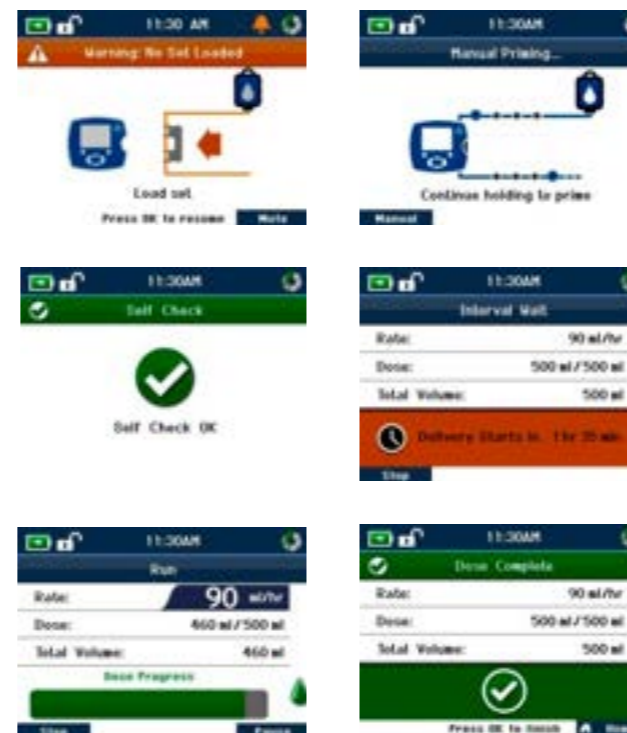 11:30 AM
Warning: No Set Loaded
Load set
Press OK to resume
Mute
11:30AM
Manual Priming...
Continue holding to prime
Manual
11:30AM
Self Check
Self Check OK
11:30AM
Interval Wait
Rate: 90 ml/hr
Dose: 500 ml / 500 ml
Total Volume: 500 ml
Delivery Starts in. 1 hr 35 min
Stop
11:30AM
Run
Rate: 90 ml/hr
Dose: 460 ml / 500 ml
Total Volume: 460 ml
Dose Progress
Stop
Pause
11:30AM
Dose Complete
Rate: 90 ml/hr
Dose: 500 ml / 500 ml
Total Volume: 500 ml
Press OK to finish